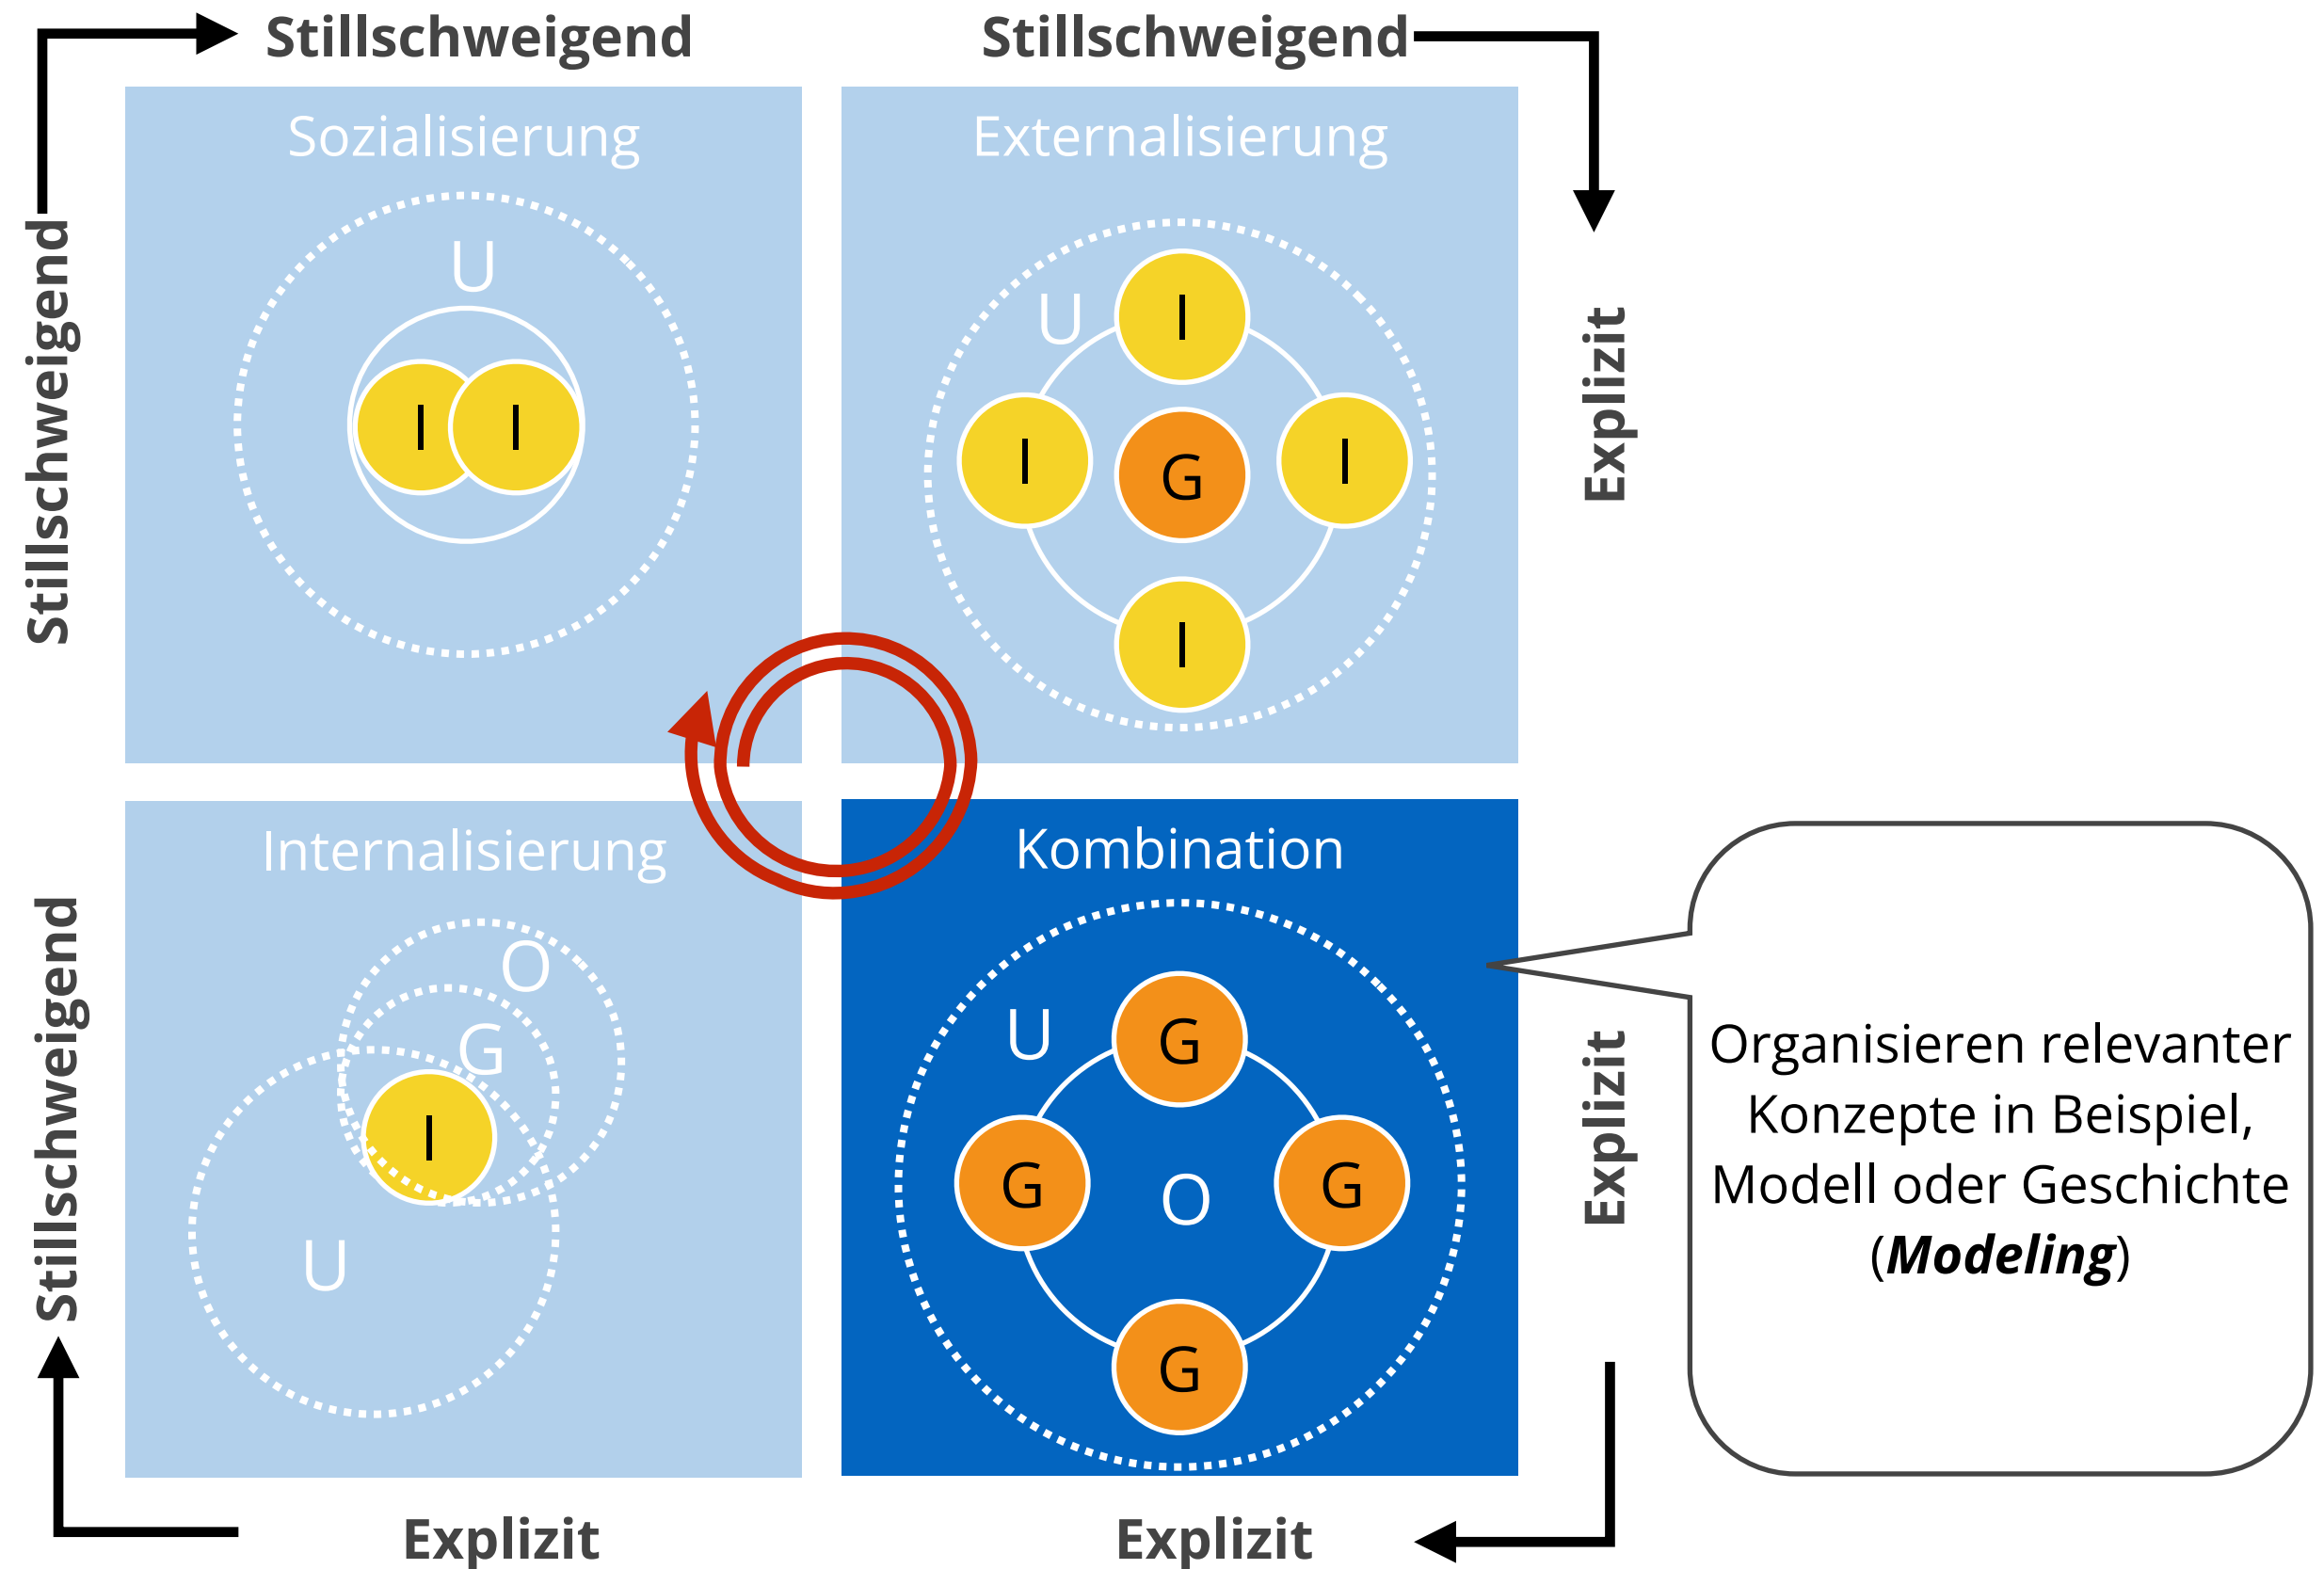 Stillschweigend
Stillschweigend
Stillschweigend
Sozialisierung
U
I
I
Externalisierung
U
I
I
G
I
I
Explizit
Stillschweigend
Internalisierung
O
G
I
U
Kombination
U
G
G
O
G
G
Explizit
Organisieren relevanter
Konzepte in Beispiel,
Modell oder Geschichte
(Modeling)
Explizit
Explizit